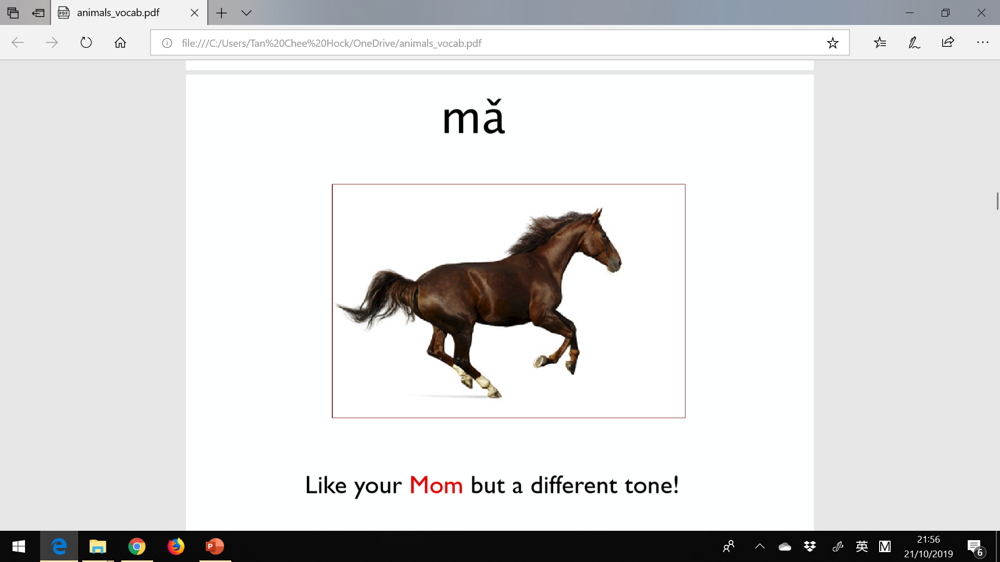 animals_vocab.pdf
file:///C:/Users/Tan%20Chee%20Hock/OneDrive/animals_vocab.pdf
mǎ
Like your Mom but a different tone!
英
21:56
21/10/2019
6